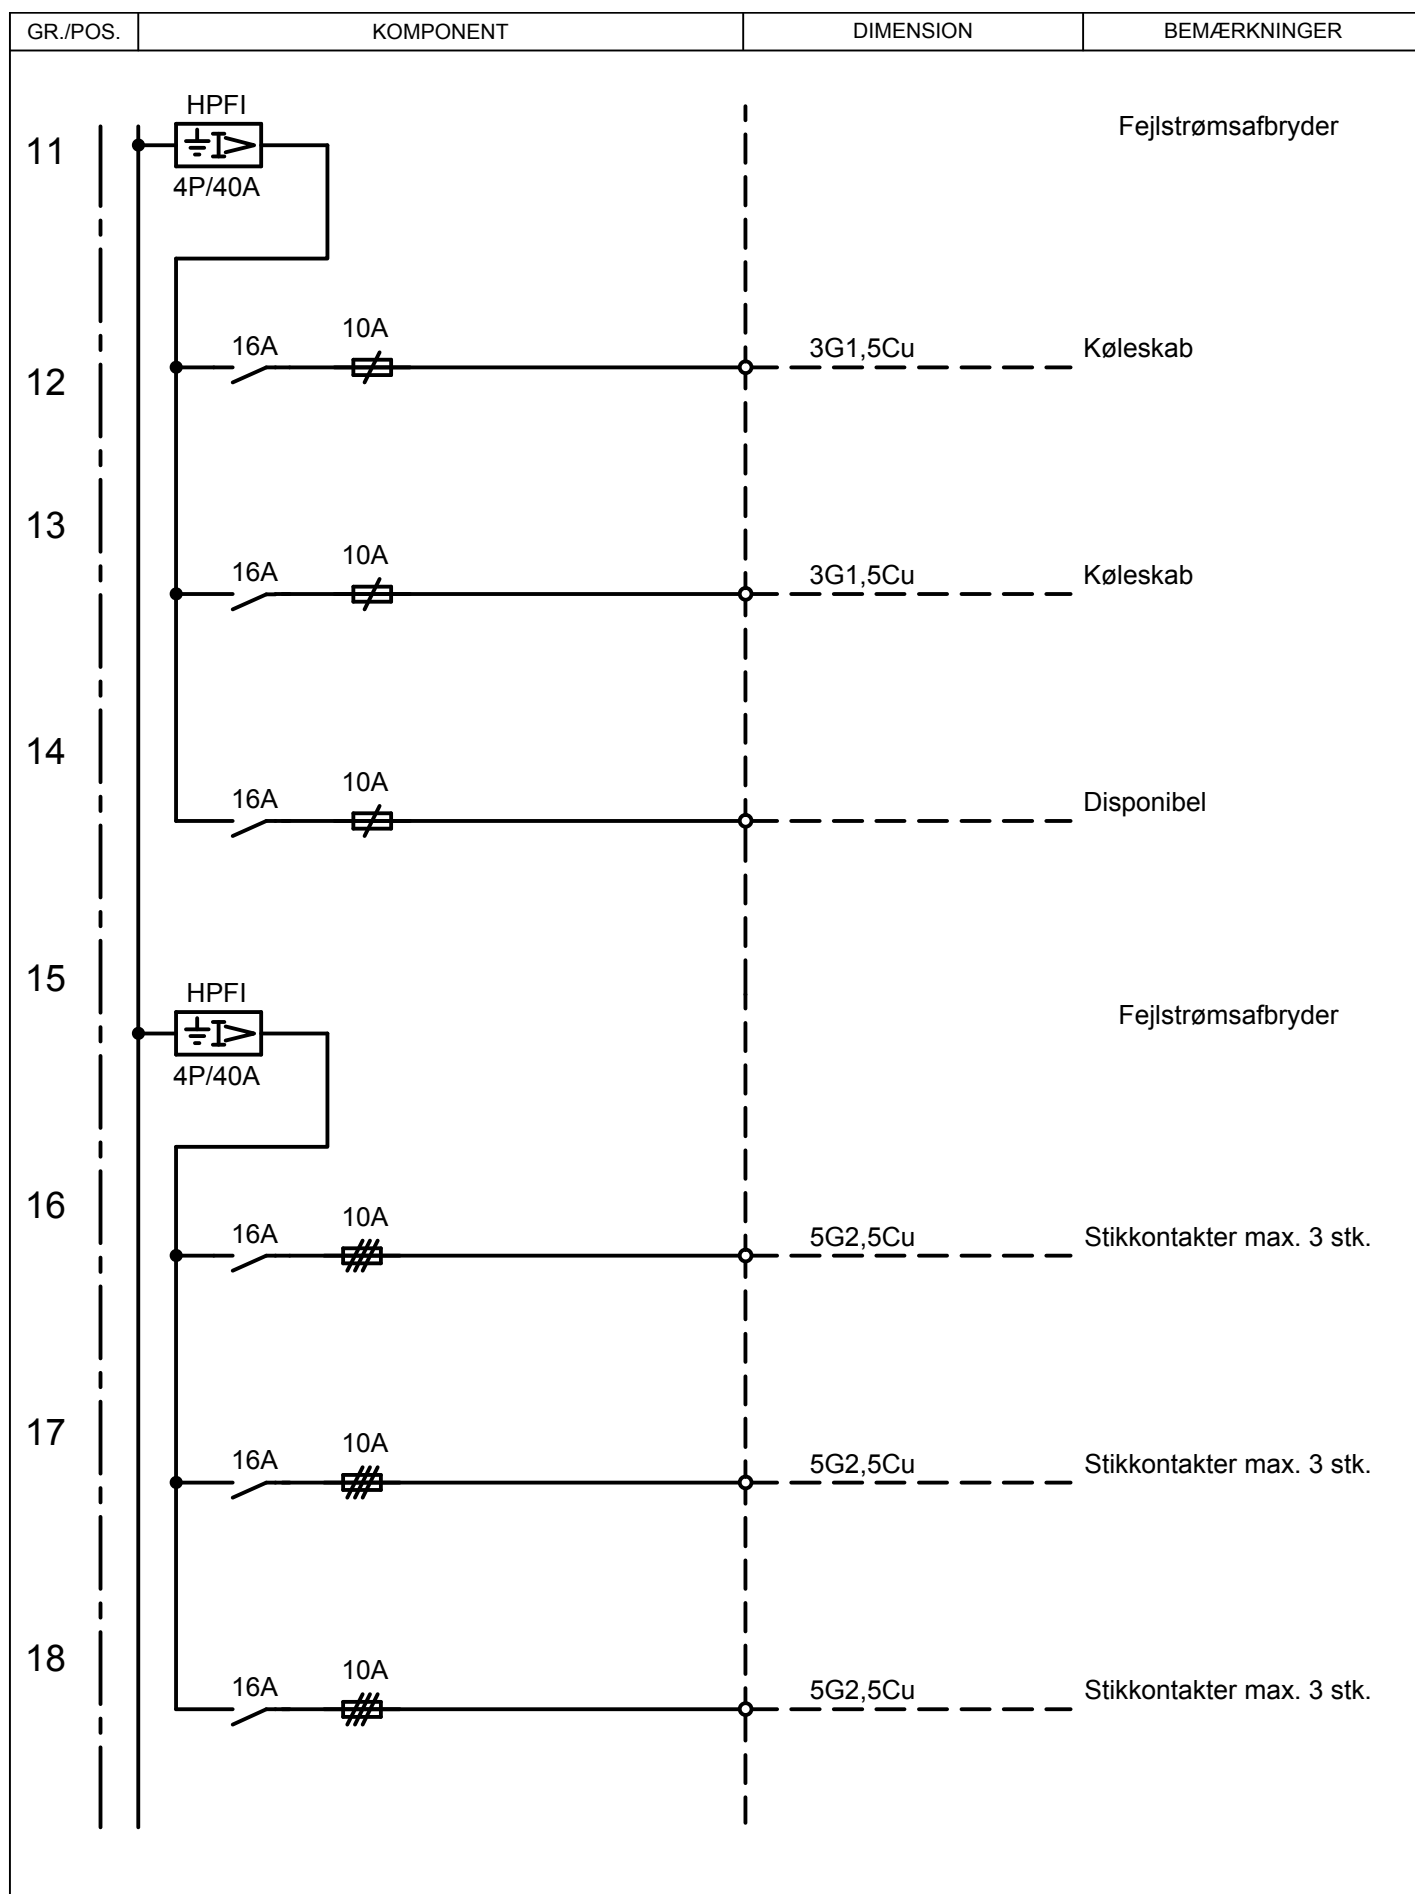 GR./POS.
KOMPONENT
DIMENSION
BEMÆRKNINGER
HPFI
Fejlstrømsafbryder
11
4P/40A
10A
16A
3G1,5Cu
Køleskab
12
13
10A
16A
3G1,5Cu
Køleskab
14
10A
16A
Disponibel
15
HPFI
Fejlstrømsafbryder
4P/40A
16
10A
16A
5G2,5Cu
Stikkontakter max. 3 stk.
17
10A
16A
5G2,5Cu
Stikkontakter max. 3 stk.
18
10A
16A
5G2,5Cu
Stikkontakter max. 3 stk.